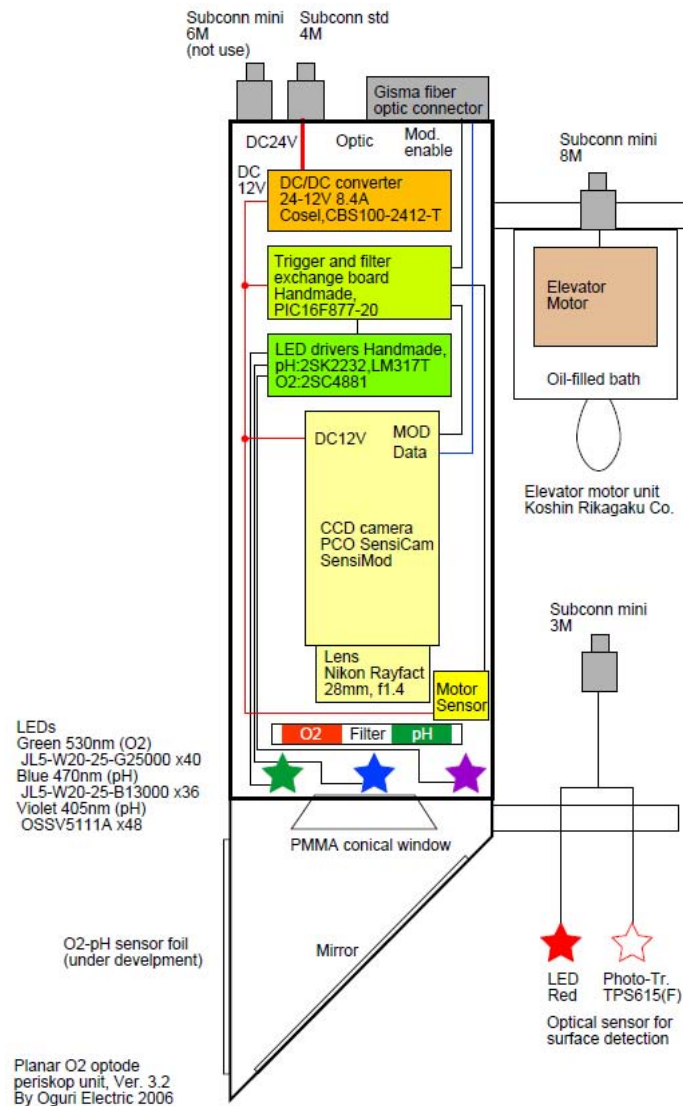 Subconn mini
6M
(not use)
Subconn std
4M
Gisma fiber
optic connector
DC24V
Optic
Mod.
enable
DC
12V
DC/DC converter
24-12V 8.4A
Cosel,CBS100-2412-T
Subconn mini
8M
Trigger and filter
exchange board
Handmade,
PIC16F877-20
Elevator
Motor
LED drivers Handmade,
pH:2SK2232,LM317T
O2:2SC4881
Oil-filled bath
DC12V
MOD
Data
Elevator motor unit
Koshin Rikagaku Co.
CCD camera
PCO SensiCam
SensiMod
Subconn mini
3M
Lens
Nikon Rayfact
28mm, f1.4
Motor
Sensor
O2
Filter
pH
LEDs
Green 530nm (O2)
JL5-W20-25-G25000 x40
Blue 470nm (pH)
JL5-W20-25-B13000 x36
Violet 405nm (pH)
OSSV5111A x48
PMMA conical window
O2-pH sensor foil
(under develpment)
Mirror
LED
Red
Photo-Tr.
TPS615(F)
Optical sensor for
surface detection
Planar O2 optode
periskop unit, Ver. 3.2
By Oguri Electric 2006